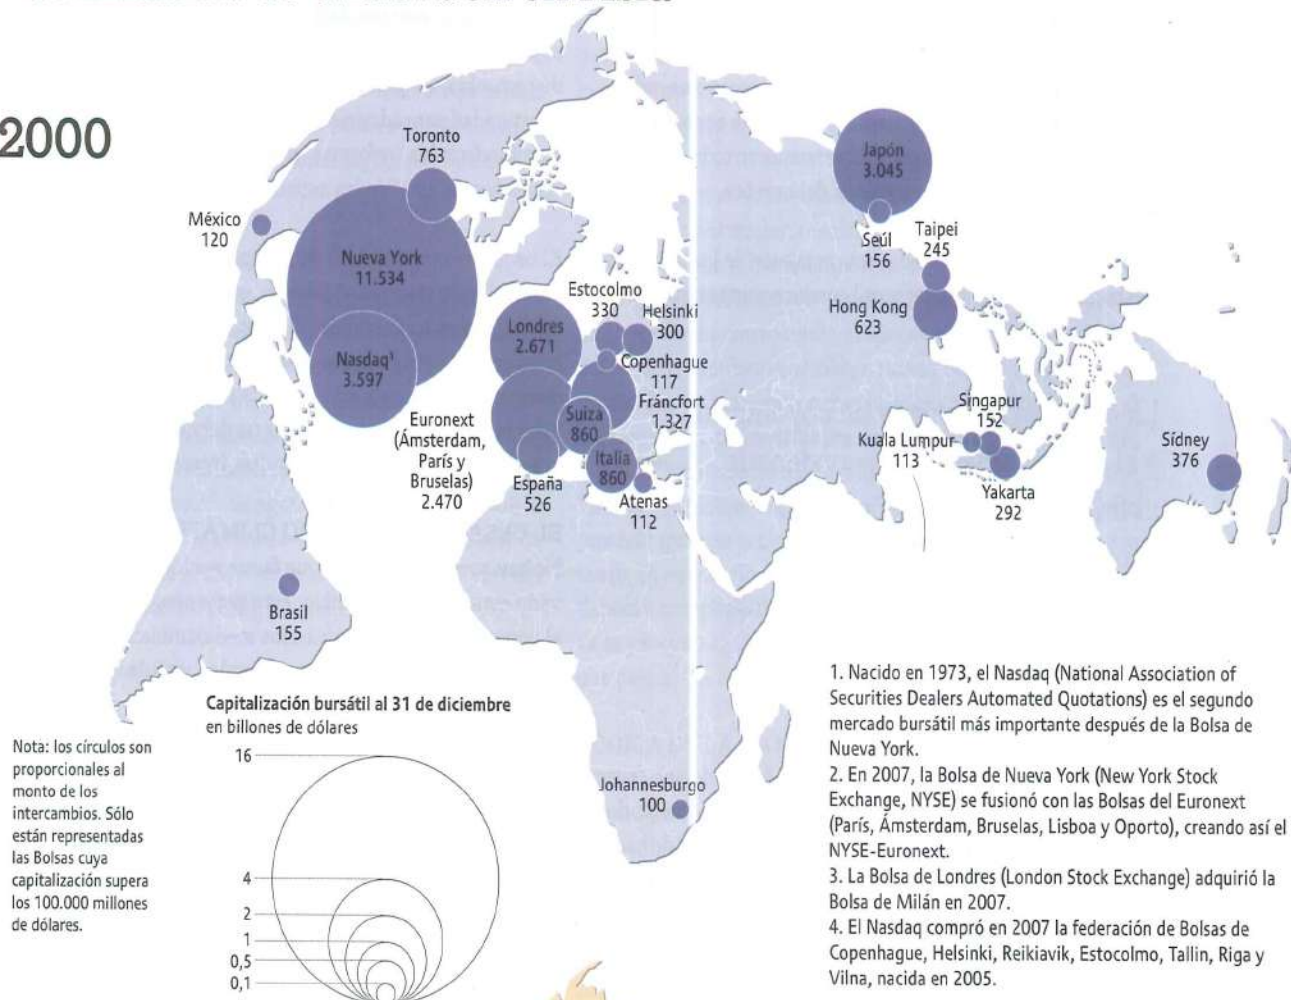 2000
Toronto
763
México
120
Nueva York
11.534
Nasdaq¹
3.597
Londres
2.671
Estocolmo
330
Helsinki
300
Copenhague
117
Fráncfort
1.327
Euronext
(Ámsterdam,
París y
Bruselas)
2.470
Suiza
860
Italia
860
España
526
Atenas
112
Japón
3.045
Seúl
156
Taipei
245
Hong Kong
623
Singapur
152
Kuala Lumpur
113
Yakarta
292
Sídney
376
Brasil
155
Johannesburgo
100
Capitalización bursátil al 31 de diciembre
en billones de dólares
16
4
2
1
0,5
0,1
Nota: los círculos son
proporcionales al
monto de los
intercambios. Sólo
están representadas
las Bolsas cuya
capitalización supera
los 100.000 millones
de dólares.
1. Nacido en 1973, el Nasdaq (National Association of
Securities Dealers Automated Quotations) es el segundo
mercado bursátil más importante después de la Bolsa de
Nueva York.
2. En 2007, la Bolsa de Nueva York (New York Stock
Exchange, NYSE) se fusionó con las Bolsas del Euronext
(París, Ámsterdam, Bruselas, Lisboa y Oporto), creando así el
NYSE-Euronext.
3. La Bolsa de Londres (London Stock Exchange) adquirió la
Bolsa de Milán en 2007.
4. El Nasdaq compró en 2007 la federación de Bolsas de
Copenhague, Helsinki, Reikiavik, Estocolmo, Tallin, Riga y
Vilna, nacida en 2005.